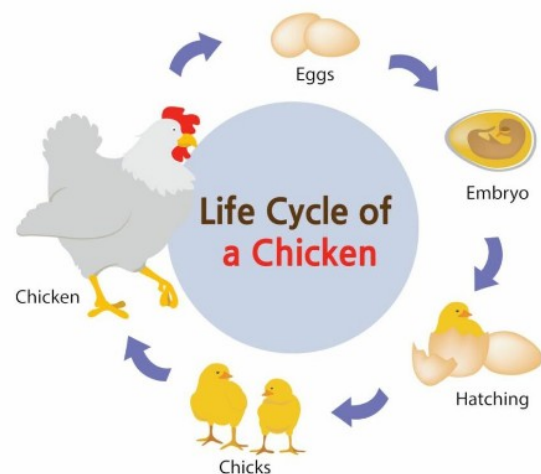 Life Cycle of
a Chicken
Eggs
Embryo
Hatching
Chicks
Chicken